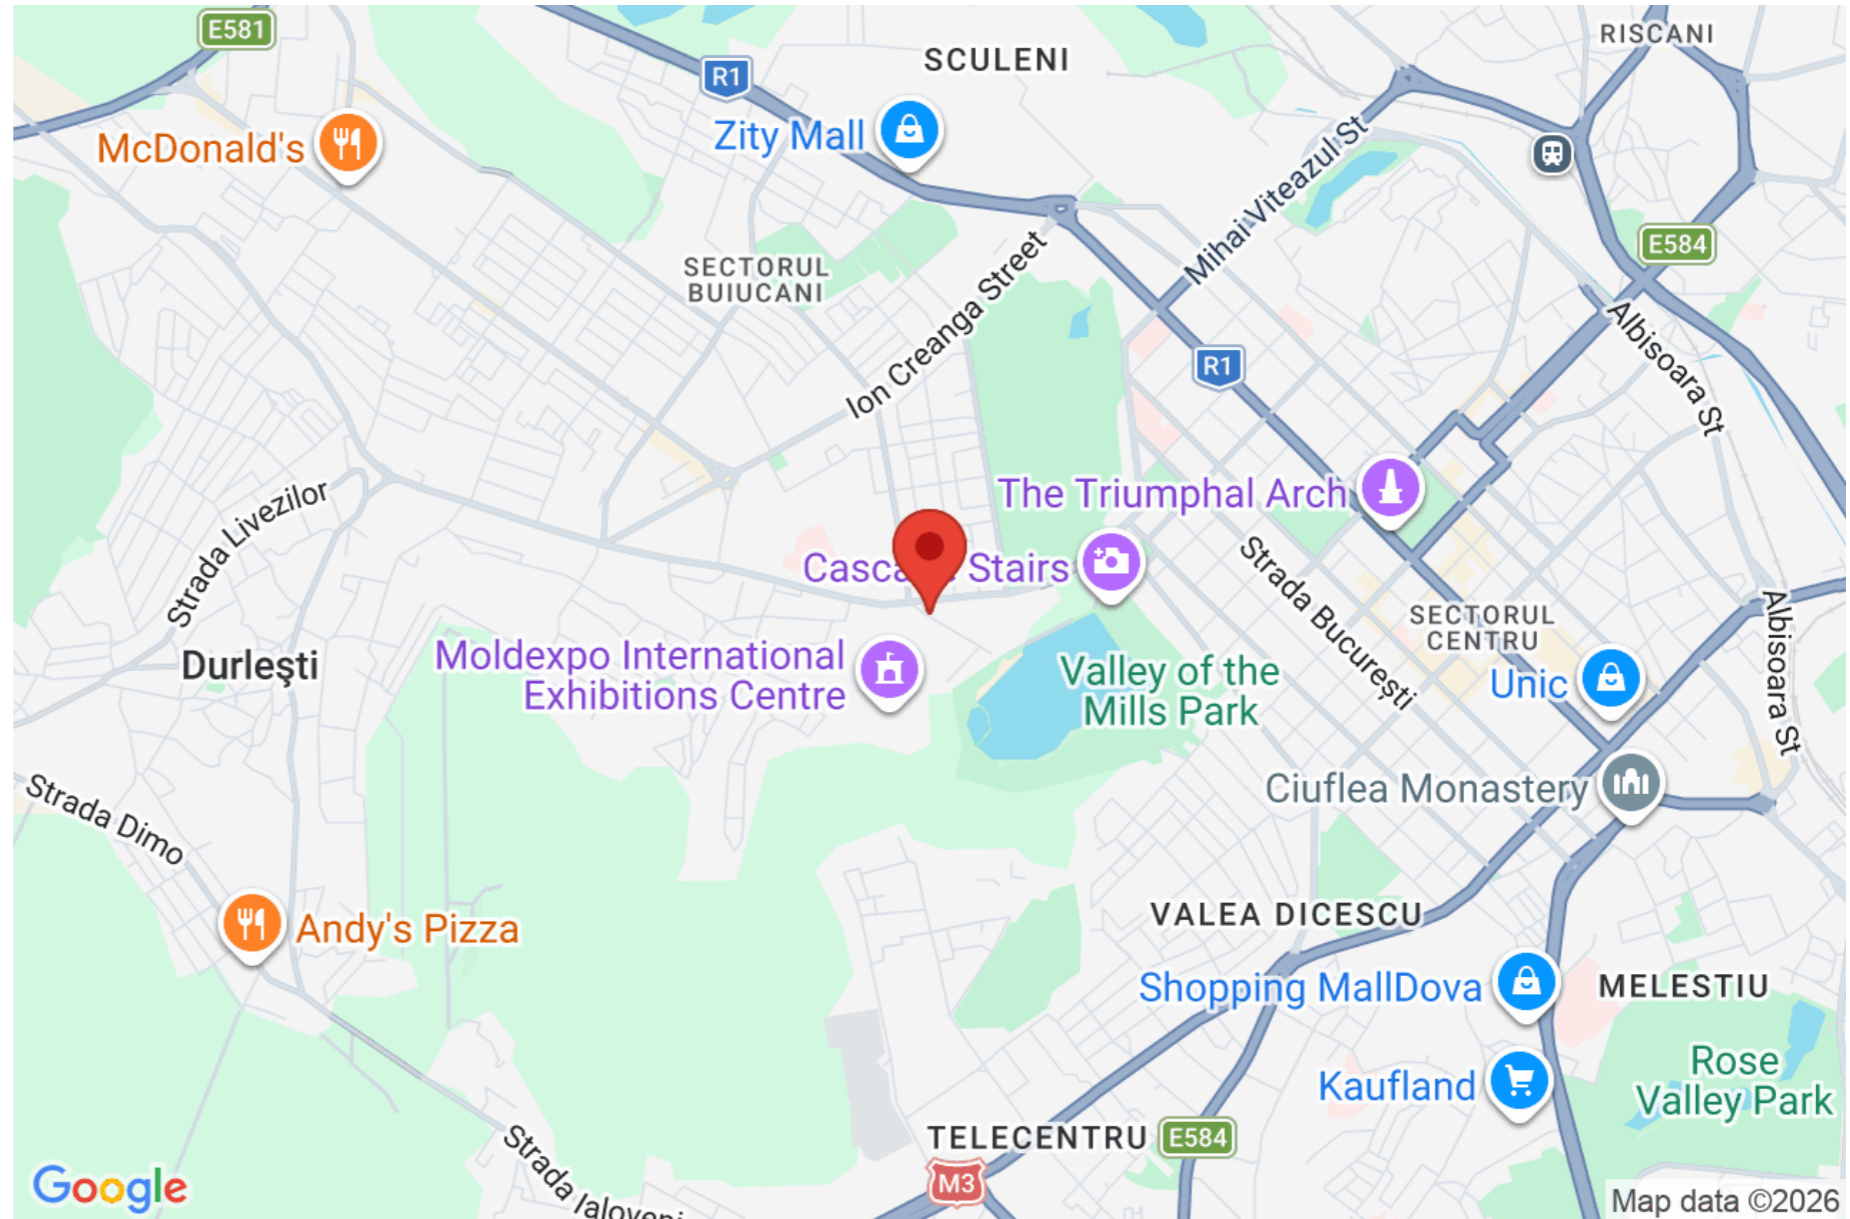 E581
RISCANI
SCULENI
R1
Zity Mall
McDonald's
Mihai Viteazul St
E584
SECTORUL
BUIUCANI
Ion Creanga Street
Albisoara St
R1
Strada Livezilor
The Triumphal Arch
Stairs
Strada București
SECTORUL
CENTRU
Albisoara St
Durleşti
Moldexpo International
Exhibitions Centre
Valley of the
Mills Park
Unic
Strada Dimo
Ciuflea Monastery
Andy's Pizza
VALEA DICESCU
Shopping MallDova
MELESTIU
Rose
Valley Park
Kaufland
TELECENTRU
E584
Strada Ialoveni
M3
Google
Map data ©2026